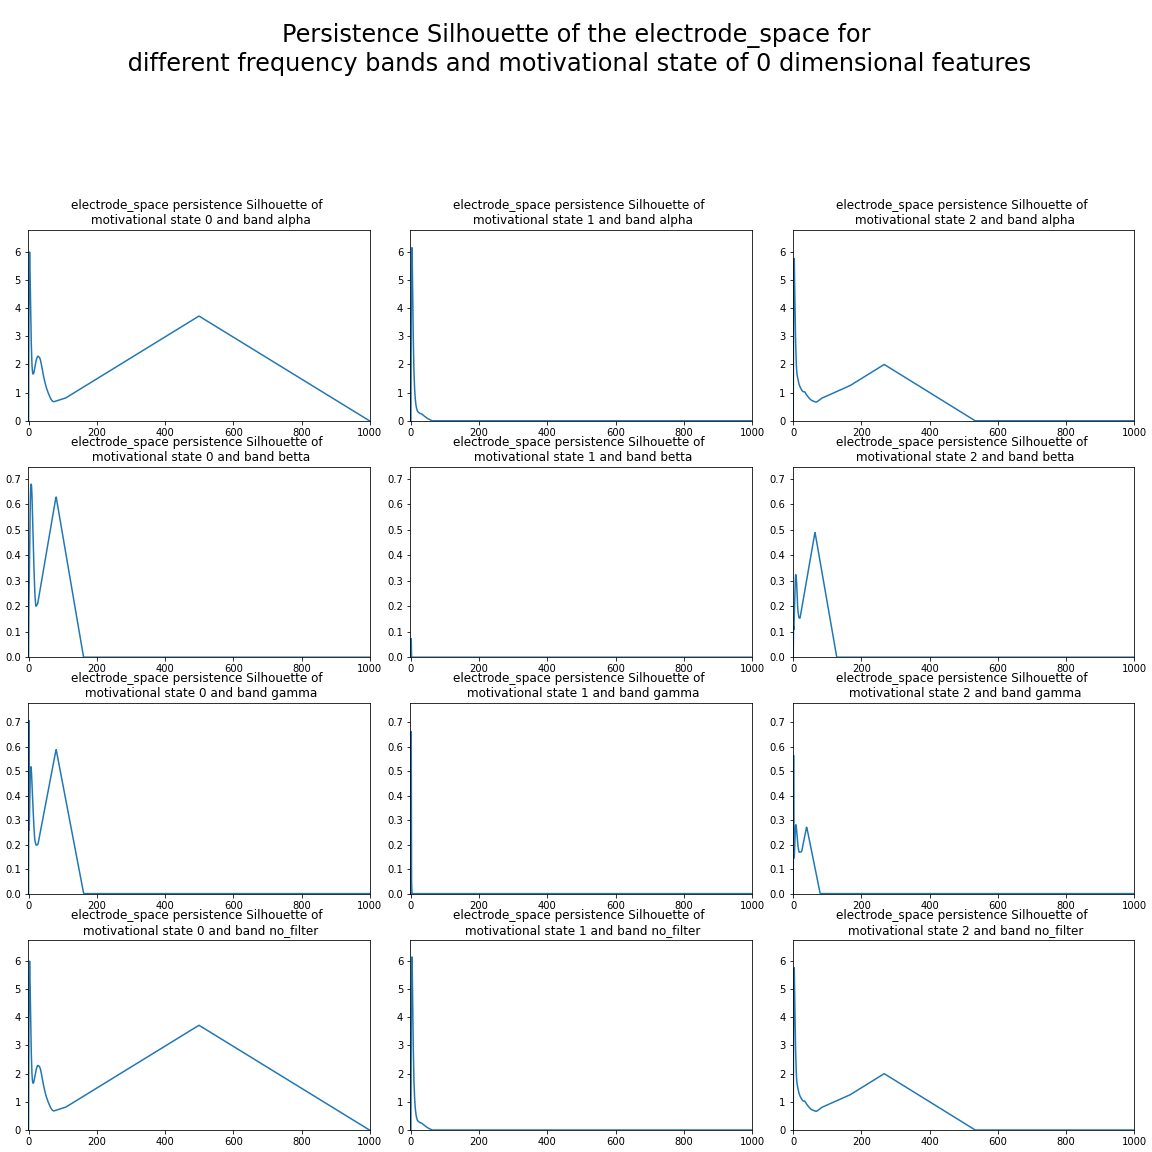 Persistence Silhouette of the electrode_space for
different frequency bands and motivational state of 0 dimensional features
electrode_space persistence Silhouette of
motivational state 0 and band alpha
6
5
4
3
2
1
0
0 200 400 600 800 1000
electrode_space persistence Silhouette of
motivational state 1 and band alpha
6
5
4
3
2
1
0
0 200 400 600 800 1000
electrode_space persistence Silhouette of
motivational state 2 and band alpha
6
5
4
3
2
1
0
0 200 400 600 800 1000
electrode_space persistence Silhouette of
motivational state 0 and band betta
0.7
0.6
0.5
0.4
0.3
0.2
0.1
0.0
0 200 400 600 800 1000
electrode_space persistence Silhouette of
motivational state 1 and band betta
0.7
0.6
0.5
0.4
0.3
0.2
0.1
0.0
0 200 400 600 800 1000
electrode_space persistence Silhouette of
motivational state 2 and band betta
0.7
0.6
0.5
0.4
0.3
0.2
0.1
0.0
0 200 400 600 800 1000
electrode_space persistence Silhouette of
motivational state 0 and band gamma
0.7
0.6
0.5
0.4
0.3
0.2
0.1
0.0
0 200 400 600 800 1000
electrode_space persistence Silhouette of
motivational state 1 and band gamma
0.7
0.6
0.5
0.4
0.3
0.2
0.1
0.0
0 200 400 600 800 1000
electrode_space persistence Silhouette of
motivational state 2 and band gamma
0.7
0.6
0.5
0.4
0.3
0.2
0.1
0.0
0 200 400 600 800 1000
electrode_space persistence Silhouette of
motivational state 0 and band no_filter
6
5
4
3
2
1
0
0 200 400 600 800 1000
electrode_space persistence Silhouette of
motivational state 1 and band no_filter
6
5
4
3
2
1
0
0 200 400 600 800 1000
electrode_space persistence Silhouette of
motivational state 2 and band no_filter
6
5
4
3
2
1
0
0 200 400 600 800 1000